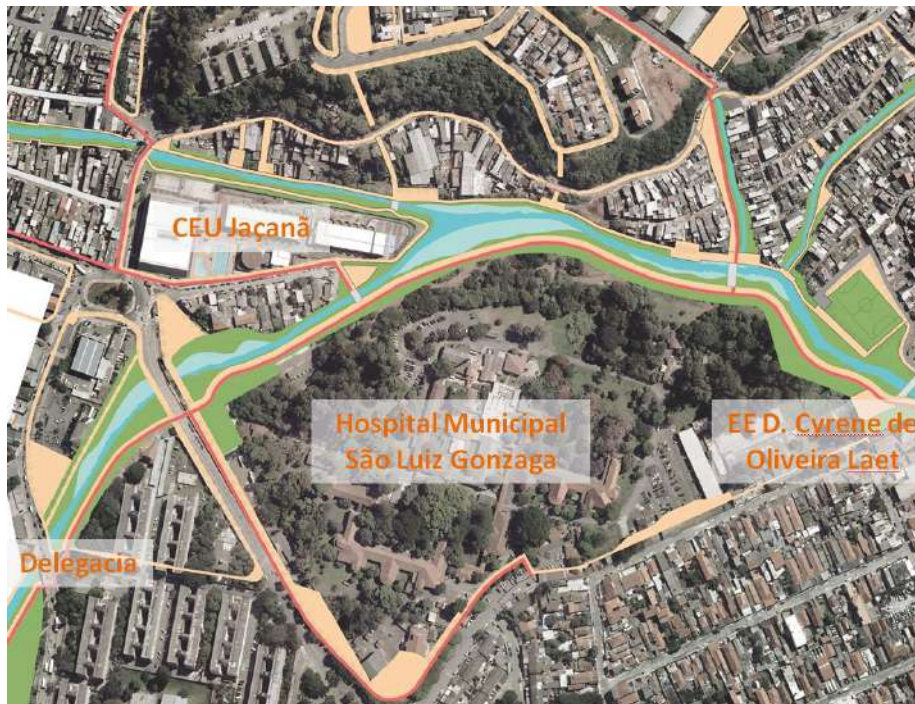 CEU Jaçanã
Hospital Municipal
São Luiz Gonzaga
EE D. Cyrene de
Oliveira Laet
Delegacia